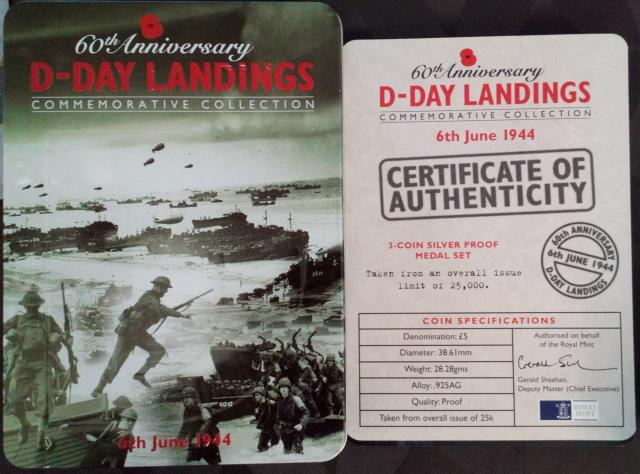 60th Anniversary
D-DAY LANDINGS
COMMEMORATIVE COLLECTION
6th June 1944
60th Anniversary
D-DAY LANDINGS
COMMEMORATIVE COLLECTION
6th June 1944
CERTIFICATE OF
AUTHENTICITY
3-COIN SILVER PROOF
MEDAL SET
Taken from an overall issue
limit of 25,000.
60th ANNIVERSARY
6th JUNE 1944
D-DAY LANDINGS
COIN SPECIFICATIONS
Denomination: £5
Diameter: 38.61mm
Weight: 28.28gms
Alloy: .925AG
Quality: Proof
Taken from overall issue of 25k
Authorised on behalf
of the Royal Mint
Gerald Sheehan,
Deputy Master (Chief Executive)
ROYAL
MINT